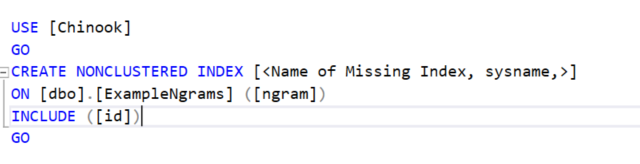 USE [Chinook]
GO
CREATE NONCLUSTERED INDEX [<Name of Missing Index, sysname,>]
ON [dbo].[ExampleNgrams] ([ngram])
INCLUDE ([id])
GO